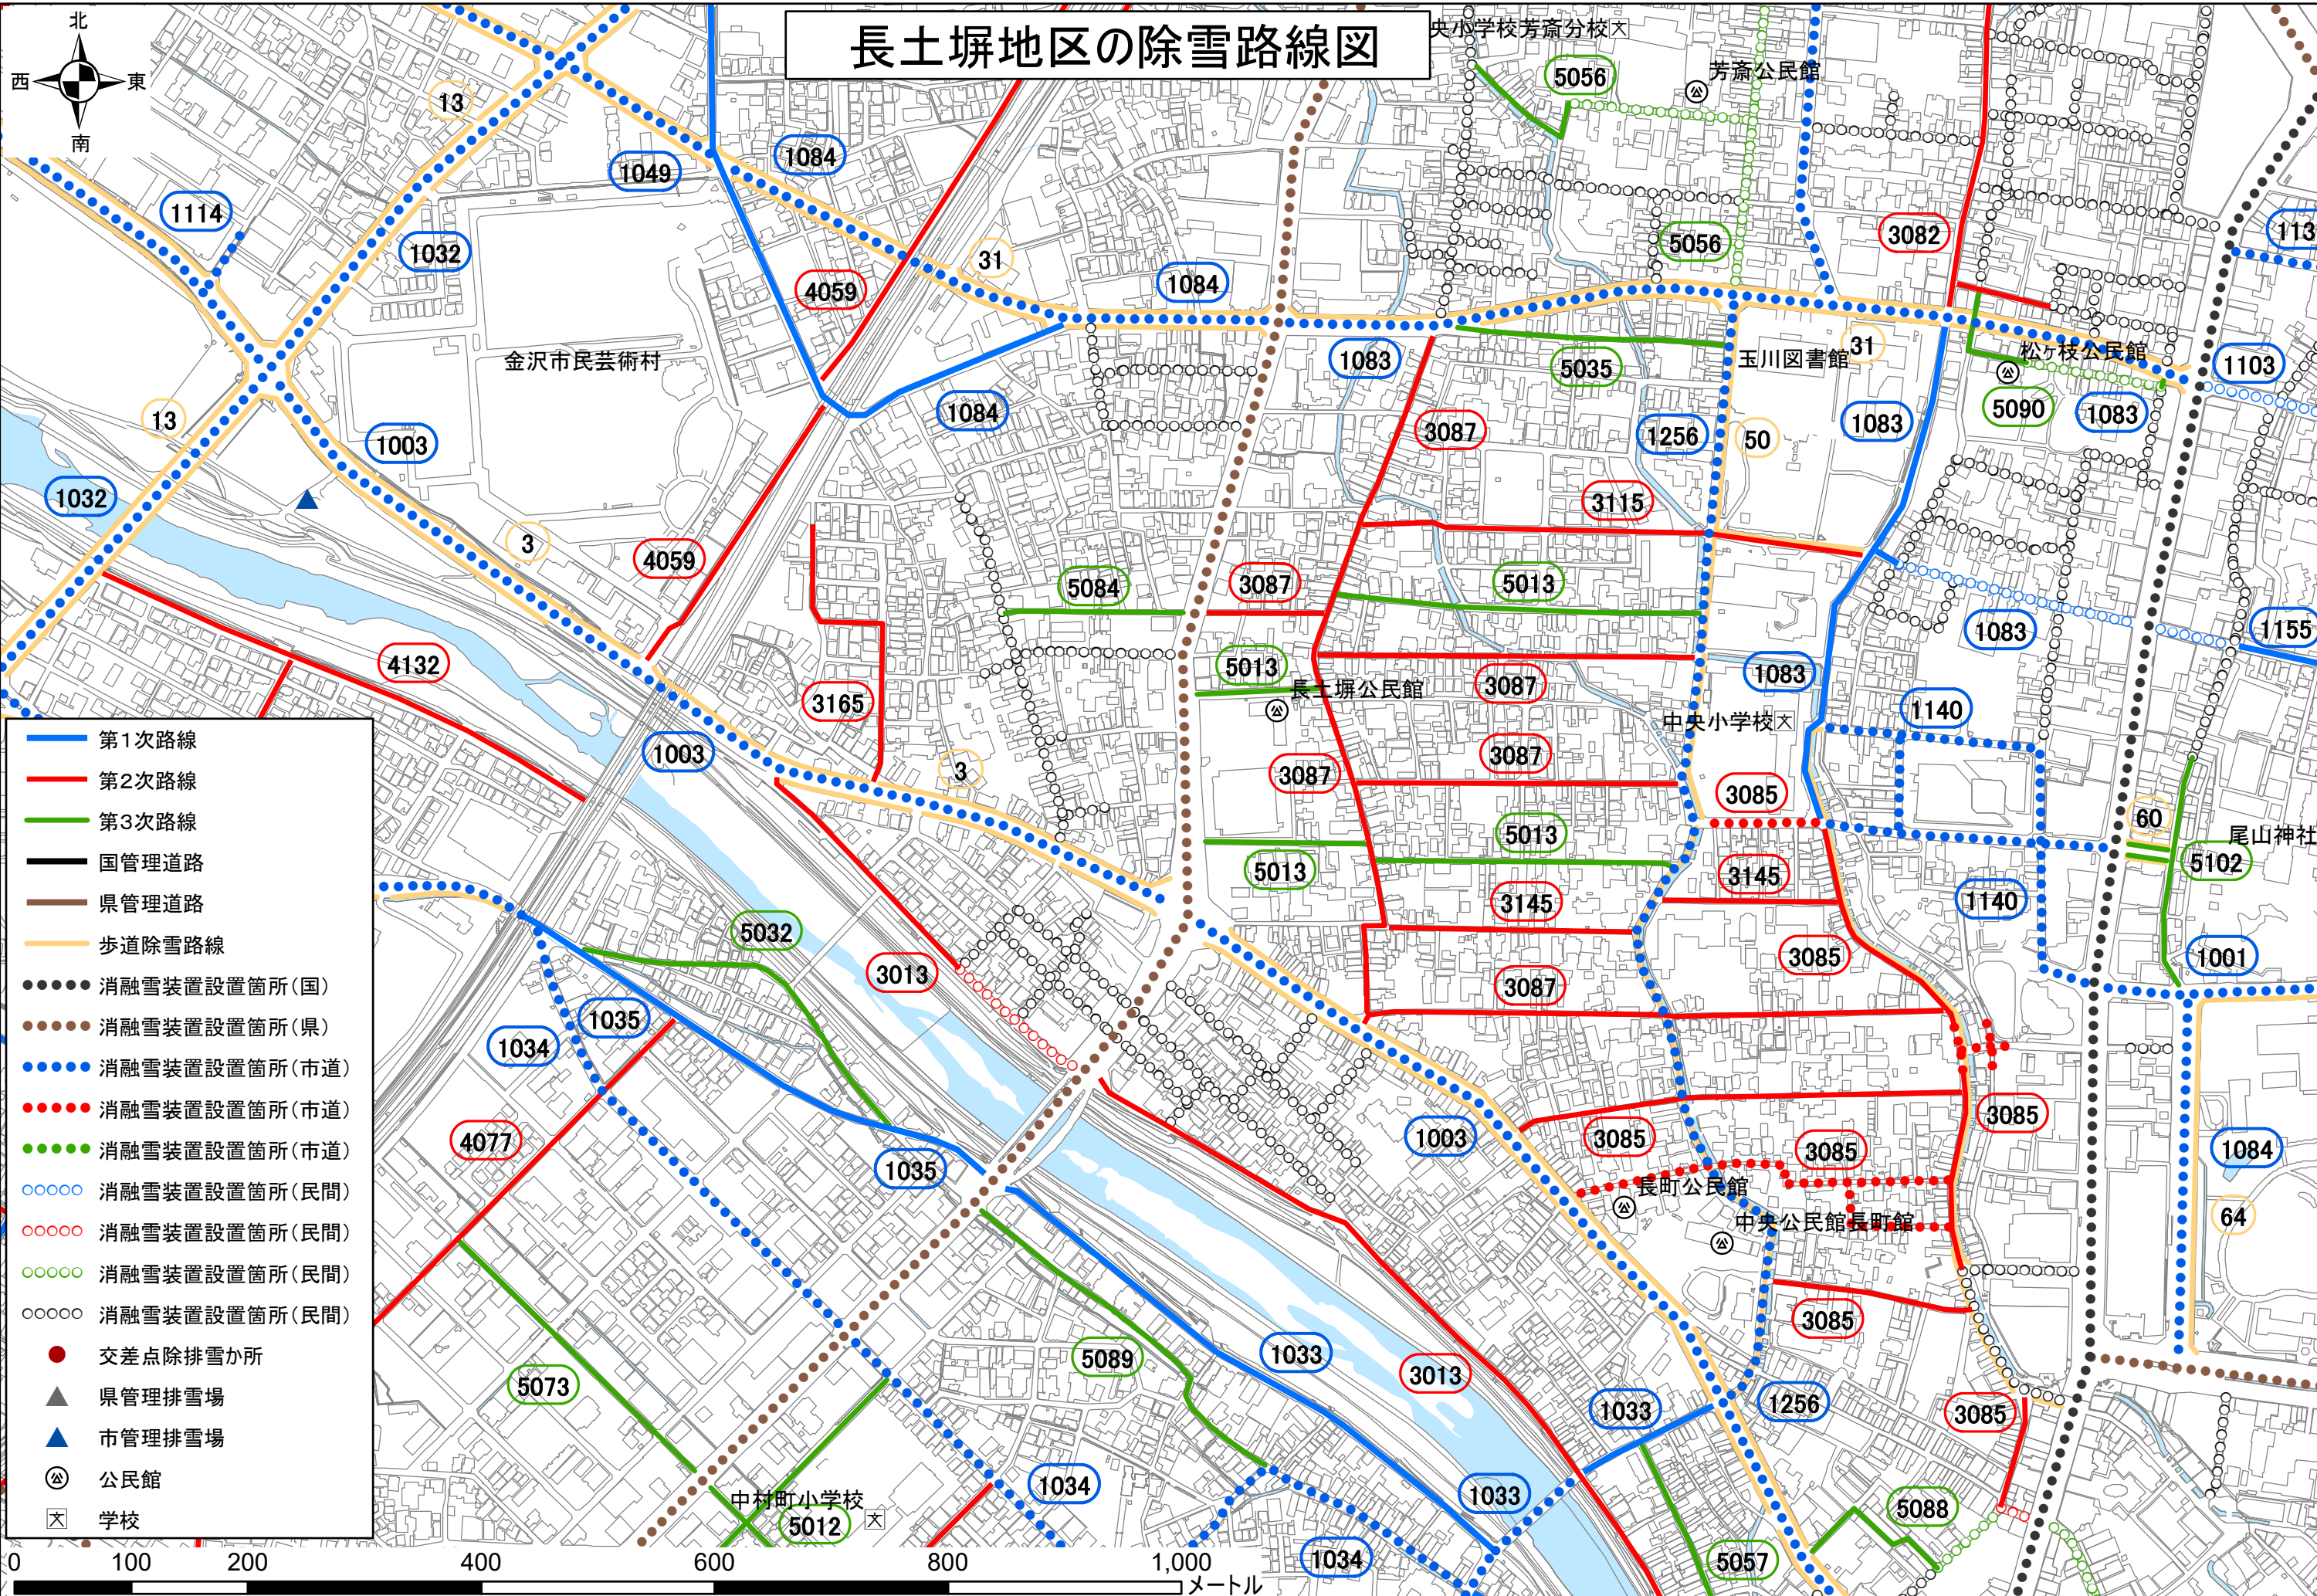 長土塀地区の除雪路線図
北
西
東
南
央小学校芳斎分校文
芳斎公民館
5056
13
1049
1084
1114
1032
3082
5056
113
31
4059
1084
金沢市民芸術村
1083
5035
玉川図書館
31
松ヶ枝公民館
1103
5090
1083
13
1003
1084
3087
1256
50
1083
1032
3
4059
3115
5084
3087
5013
1083
1155
4132
3165
5013
長土塀公民館
3087
1083
中央小学校文
1140
1003
3
3087
3087
3085
60
尾山神社
5102
5013
5013
3145
3145
1140
5032
3013
3085
1001
3087
1035
1034
4077
1035
1003
3085
3085
3085
1084
長町公民館
中央公民館長町館
64
5073
5089
1033
3013
3085
1033
1256
3085
中村町小学校
文
5012
1034
1033
1034
5088
5057
第1次路線
第2次路線
第3次路線
国管理道路
県管理道路
歩道除雪路線
消融雪装置設置箇所(国)
消融雪装置設置箇所(県)
消融雪装置設置箇所(市道)
消融雪装置設置箇所(市道)
消融雪装置設置箇所(市道)
消融雪装置設置箇所(民間)
消融雪装置設置箇所(民間)
消融雪装置設置箇所(民間)
消融雪装置設置箇所(民間)
交差点除排雪か所
県管理排雪場
市管理排雪場
公民館
文 学校
0 100 200 400 600 800 1,000
メートル